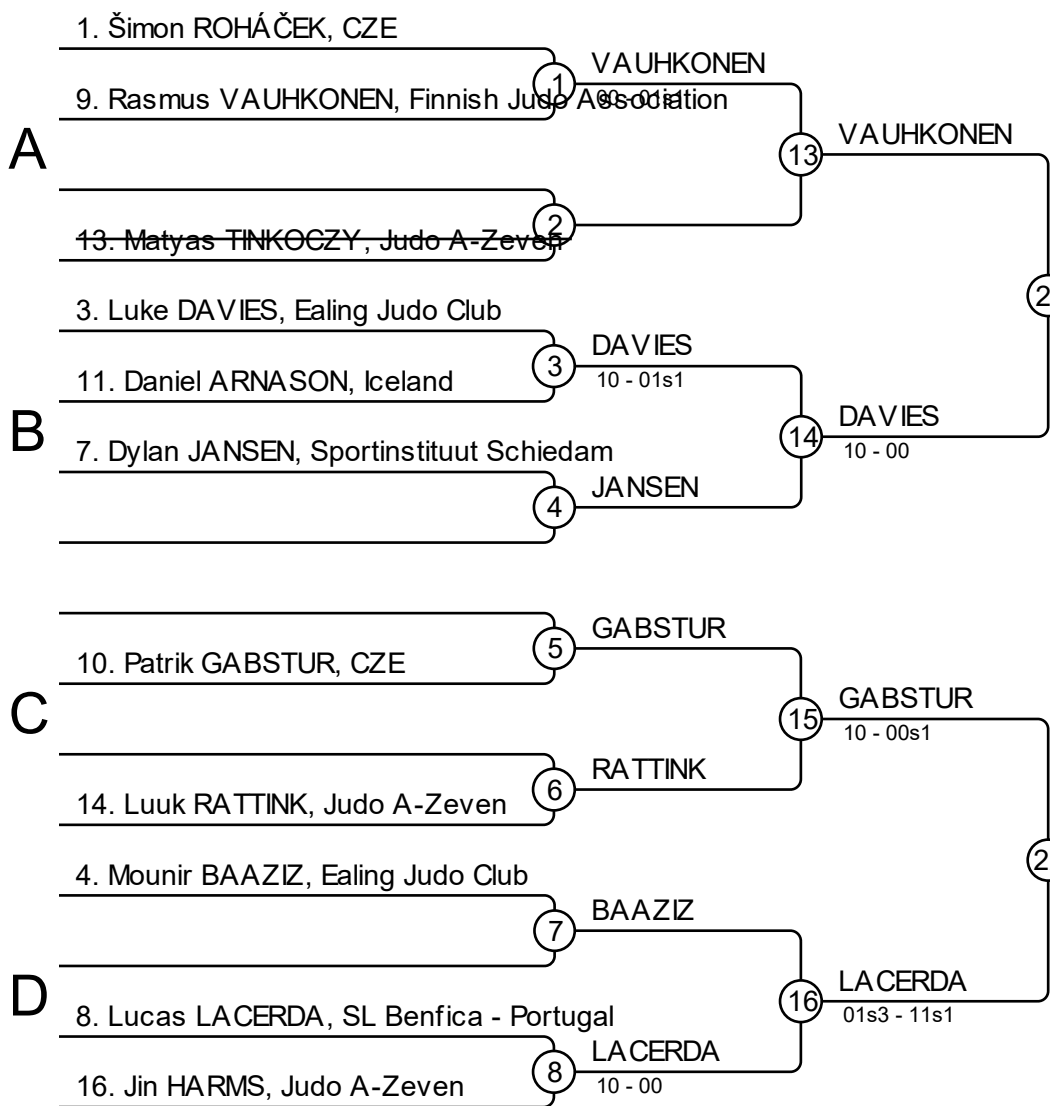 1. Šimon ROHÁČEK, CZE
9. Rasmus VAUHKONEN, Finnish Judo Association
1
VAUHKONEN
00 - 01s1
A
13
VAUHKONEN
2
13. Matyas TINKOCZY, Judo A-Zeven
2
3. Luke DAVIES, Ealing Judo Club
11. Daniel ARNASON, Iceland
3
DAVIES
10 - 01s1
B
14
DAVIES
10 - 00
7. Dylan JANSEN, Sportinstituut Schiedam
4
JANSEN
5
GABSTUR
10. Patrik GABSTUR, CZE
C
15
GABSTUR
10 - 00s1
6
RATTINK
14. Luuk RATTINK, Judo A-Zeven
2
4. Mounir BAAZIZ, Ealing Judo Club
7
BAAZIZ
D
16
LACERDA
01s3 - 11s1
8. Lucas LACERDA, SL Benfica - Portugal
8
LACERDA
10 - 00
16. Jin HARMS, Judo A-Zeven